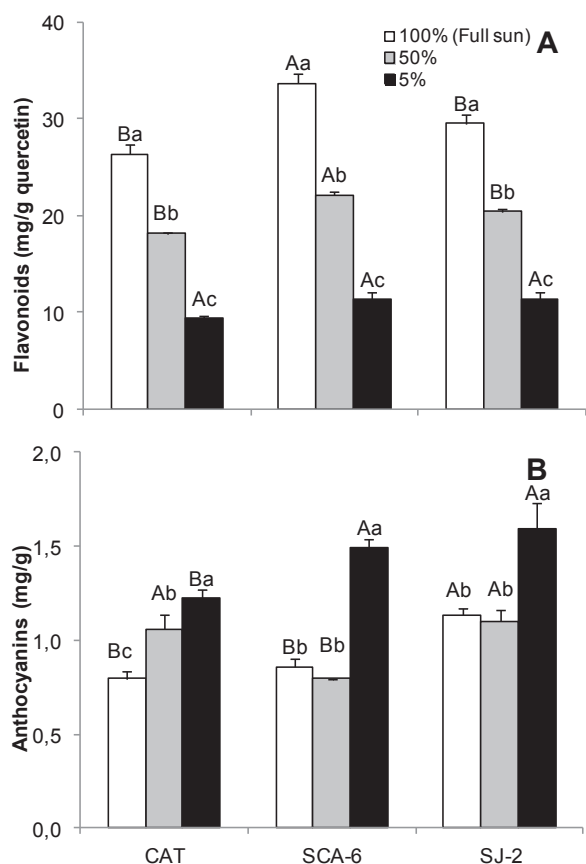 40
30
20
10
0
Flavonoids (mg/g quercetin)
100% (Full sun)
50%
5%
A
Ba
Bb
Ac
Aa
Ab
Ac
Ba
Bb
Ac
2,0
1,5
1,0
0,5
0,0
Anthocyanins (mg/g)
B
Bc
Ab
Ba
Bb
Bb
Aa
Ab
Ab
Aa
CAT
SCA-6
SJ-2